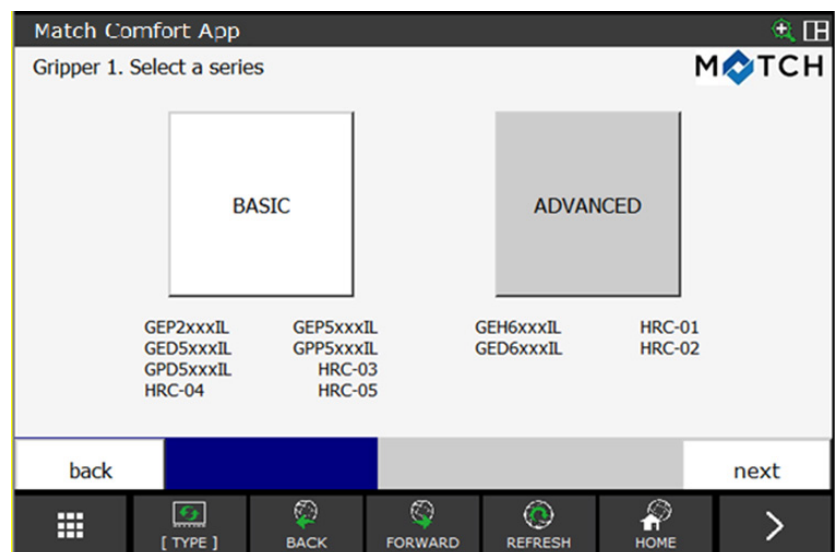 Match Comfort App
Gripper 1. Select a series
MATCH
BASIC
ADVANCED
GEP2xxxIL GEP5xxxIL
GED5xxxIL GPP5xxxIL
GPD5xxxIL HRC-03
HRC-04 HRC-05
GEH6xxxIL HRC-01
GED6xxxIL HRC-02
back
next
[ TYPE ]
BACK
FORWARD
REFRESH
HOME